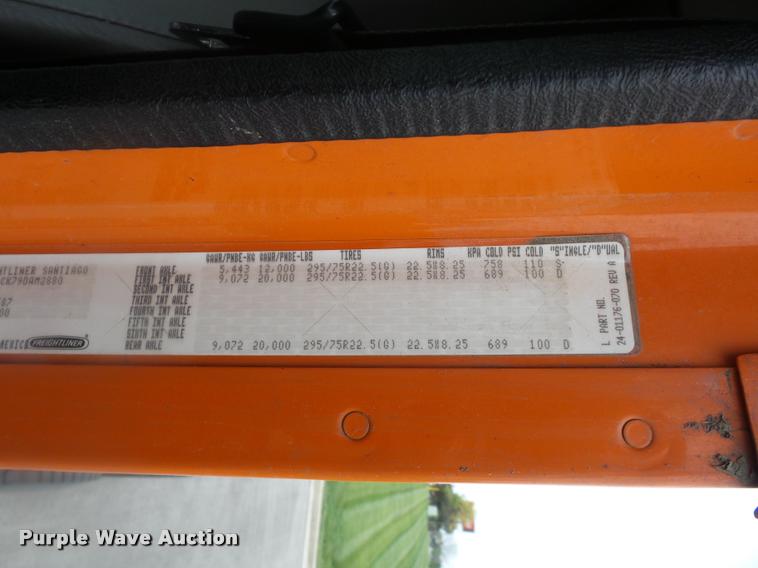 GAWR/PNBE-KG GAWR/PNBE-LBS TIRES RIMS KPA COLD PSI COLD "S"INGLE/"D"UAL
HTLINER SANTIAGO FRONT AXLE 5,443 12,000 295/75R22.5(G) 22.5X8.25 758 110 S
FIRST INT AXLE 9,072 20,000 295/75R22.5(G) 22.5X8.25 689 100 D
SECOND INT AXLE
THIRD INT AXLE
FOURTH INT AXLE
FIFTH INT AXLE
SIXTH INT AXLE
MEXICO FREIGHTLINER REAR AXLE 9,072 20,000 295/75R22.5(G) 22.5X8.25 689 100 D
L PART NO.
24-01176-070 REV A
Purple Wave Auction